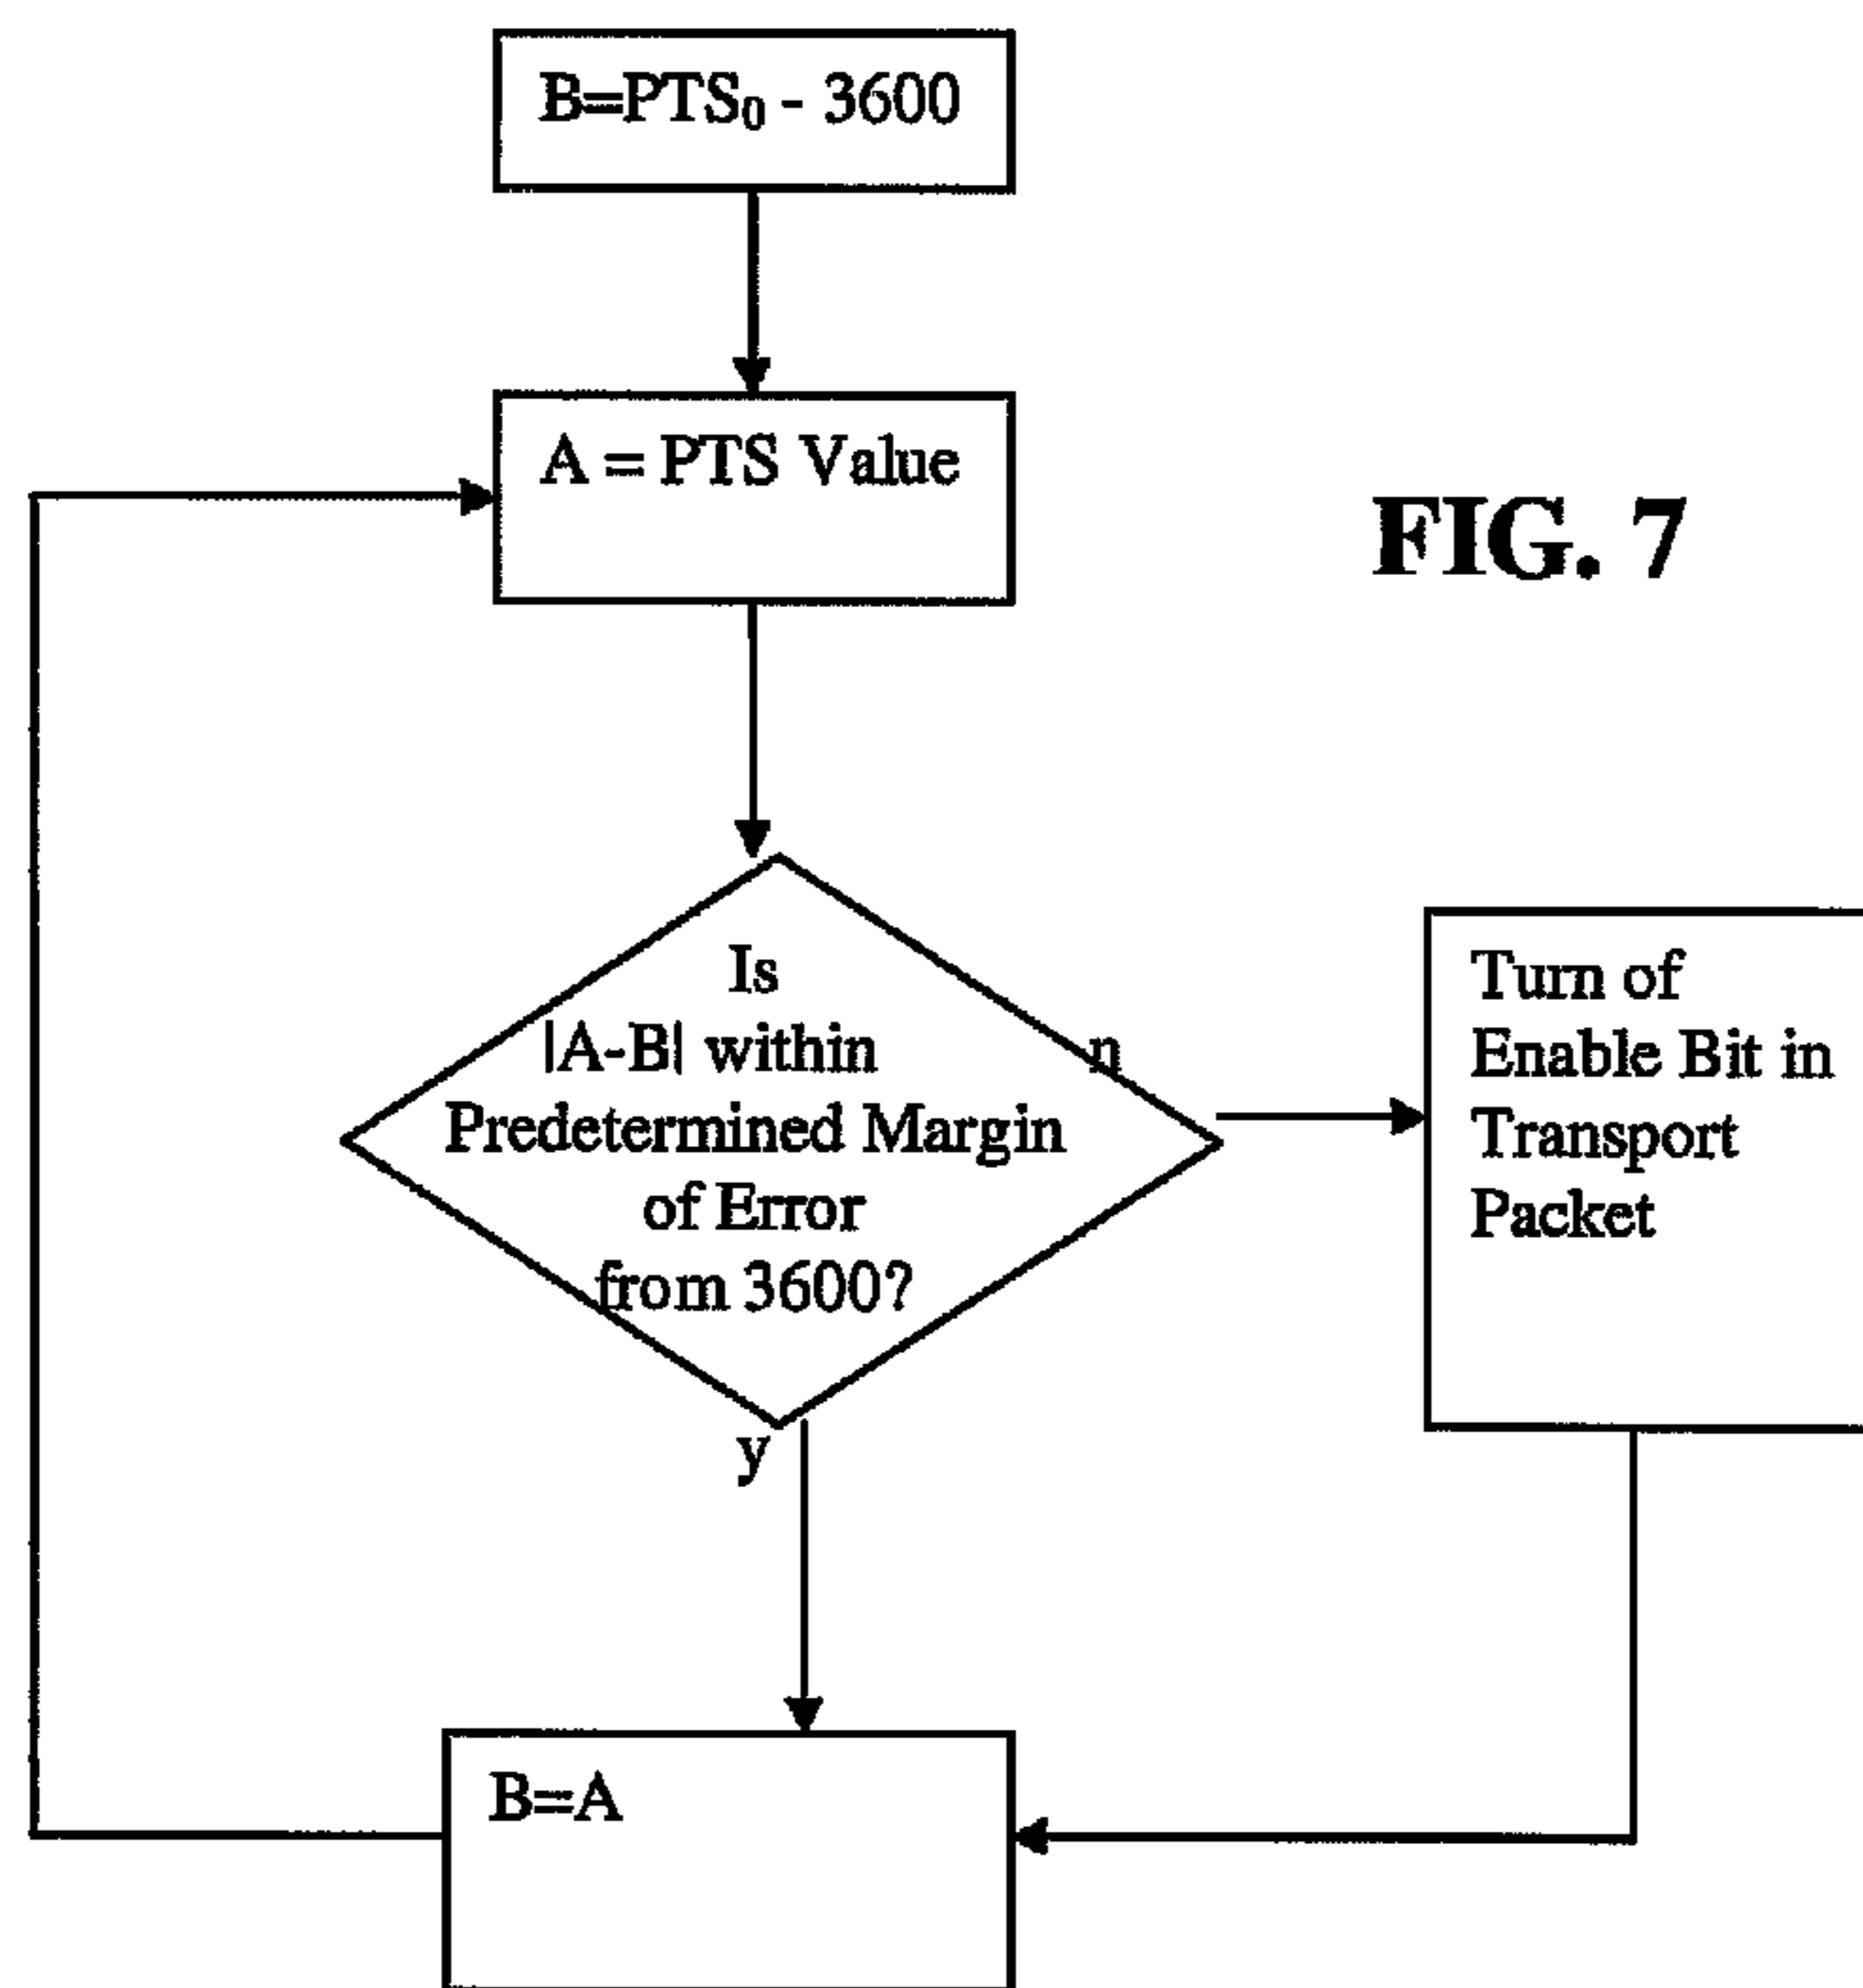 B=PTS₀ - 3600
A = PTS Value
FIG. 7
Is
|A-B| within
n
Predetermined Margin
of Error
from 3600?
y
Turn of
Enable Bit in
Transport
Packet
B=A